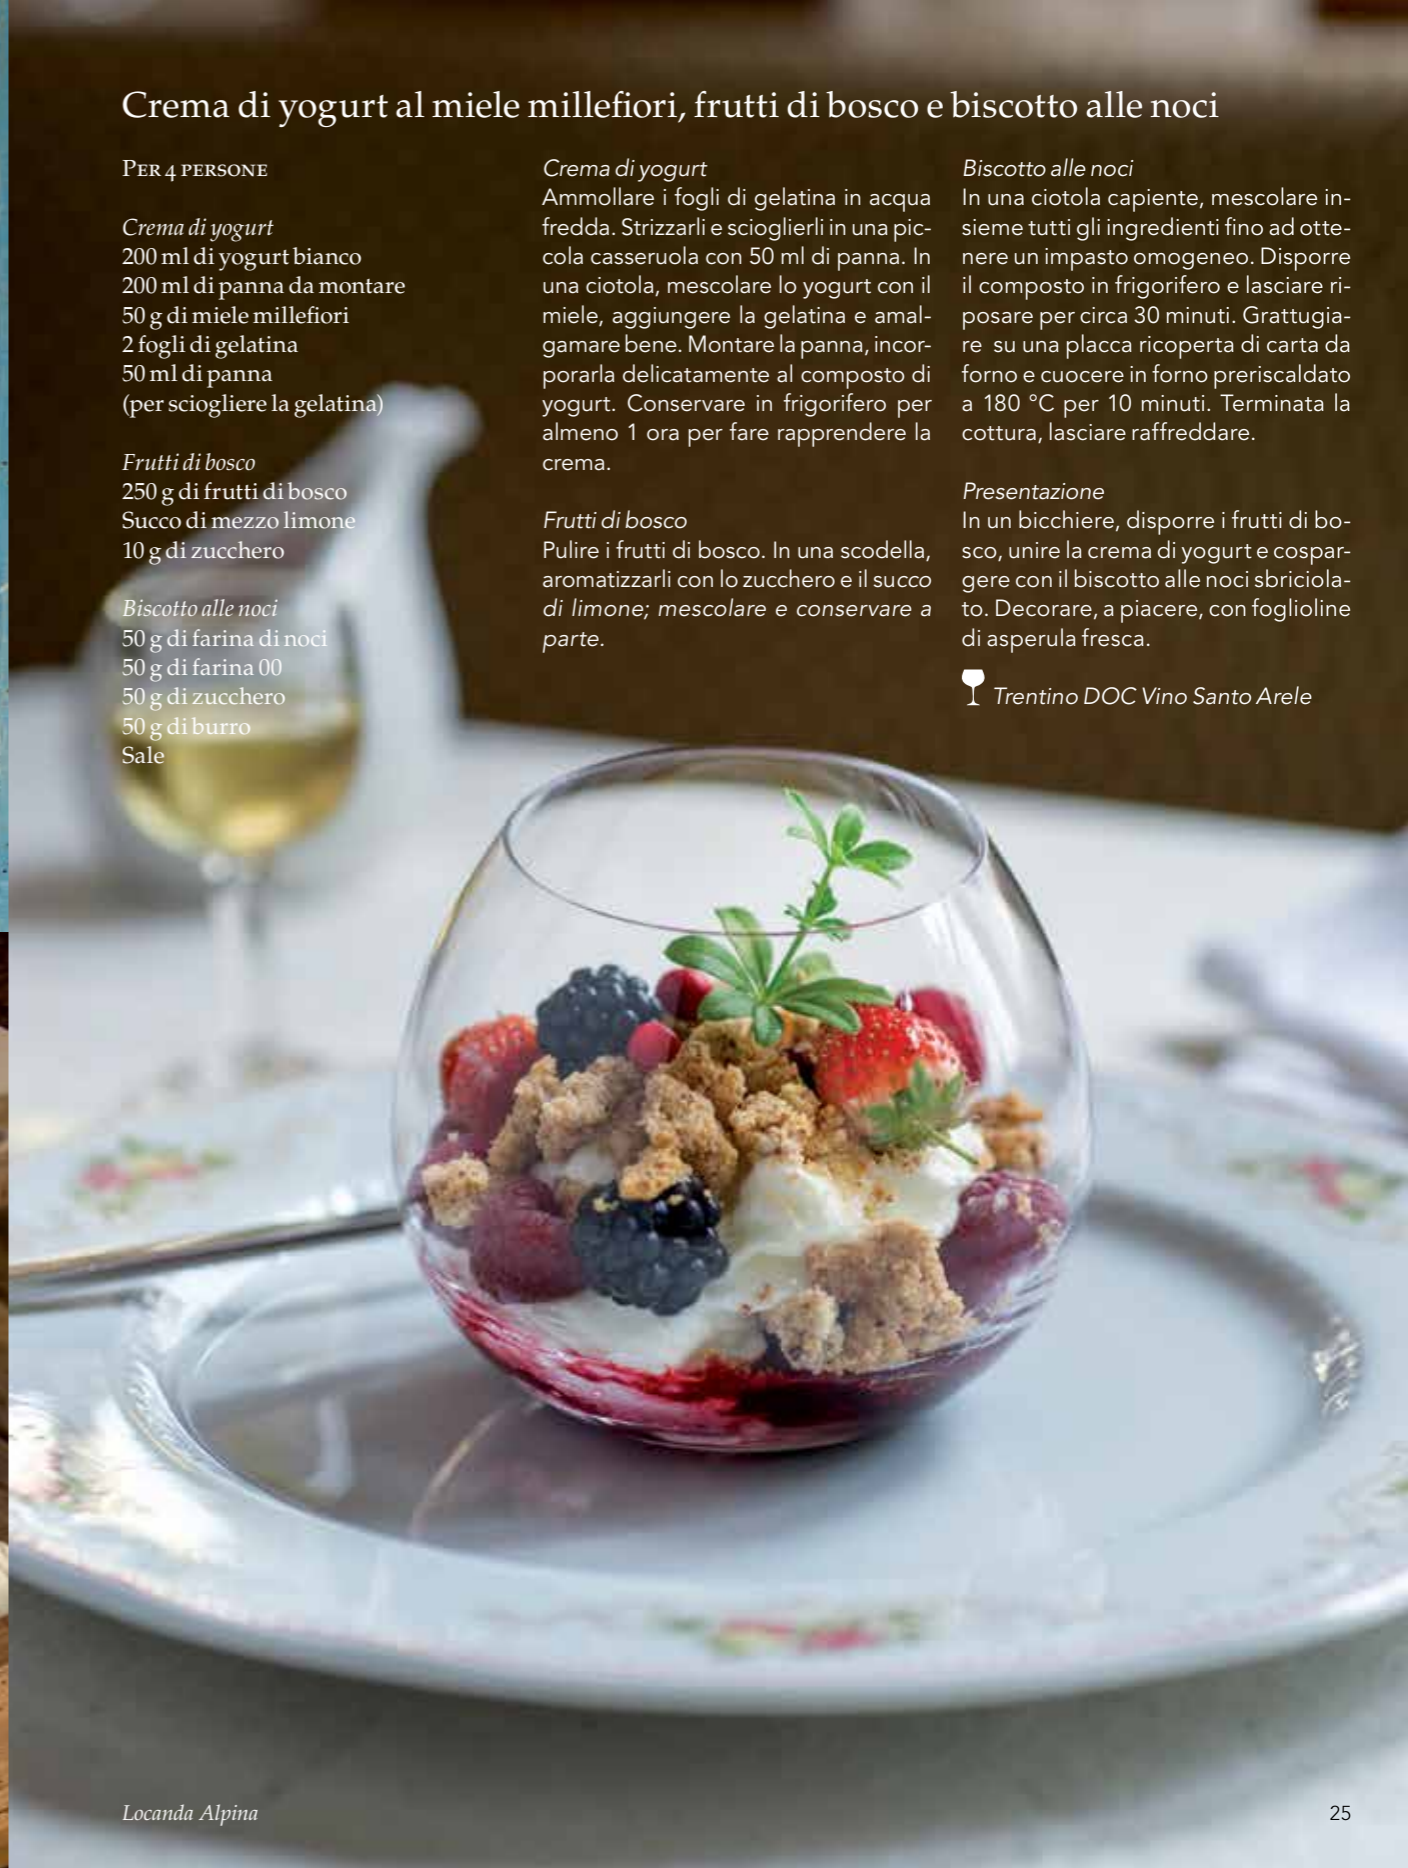 Crema di yogurt al miele millefiori, frutti di bosco e biscotto alle noci
PER 4 PERSONE
Crema di yogurt
200 ml di yogurt bianco
200 ml di panna da montare
50 g di miele millefiori
2 fogli di gelatina
50 ml di panna
(per sciogliere la gelatina)
Frutti di bosco
250 g di frutti di bosco
Succo di mezzo limone
10 g di zucchero
Biscotto alle noci
50 g di farina di noci
50 g di farina 00
50 g di zucchero
50 g di burro
Sale
Crema di yogurt
Ammollare i fogli di gelatina in acqua
fredda. Strizzarli e scioglierli in una pic-
cola casseruola con 50 ml di panna. In
una ciotola, mescolare lo yogurt con il
miele, aggiungere la gelatina e amal-
gamare bene. Montare la panna, incor-
porarla delicatamente al composto di
yogurt. Conservare in frigorifero per
almeno 1 ora per fare rapprendere la
crema.
Frutti di bosco
Pulire i frutti di bosco. In una scodella,
aromatizzarli con lo zucchero e il succo
di limone; mescolare e conservare a
parte.
Biscotto alle noci
In una ciotola capiente, mescolare in-
sieme tutti gli ingredienti fino ad otte-
nere un impasto omogeneo. Disporre
il composto in frigorifero e lasciare ri-
posare per circa 30 minuti. Grattugia-
re su una placca ricoperta di carta da
forno e cuocere in forno preriscaldato
a 180 °C per 10 minuti. Terminata la
cottura, lasciare raffreddare.
Presentazione
In un bicchiere, disporre i frutti di bo-
sco, unire la crema di yogurt e cospar-
gere con il biscotto alle noci sbriciola-
to. Decorare, a piacere, con foglioline
di asperula fresca.
Trentino DOC Vino Santo Arele
Locanda Alpina
25